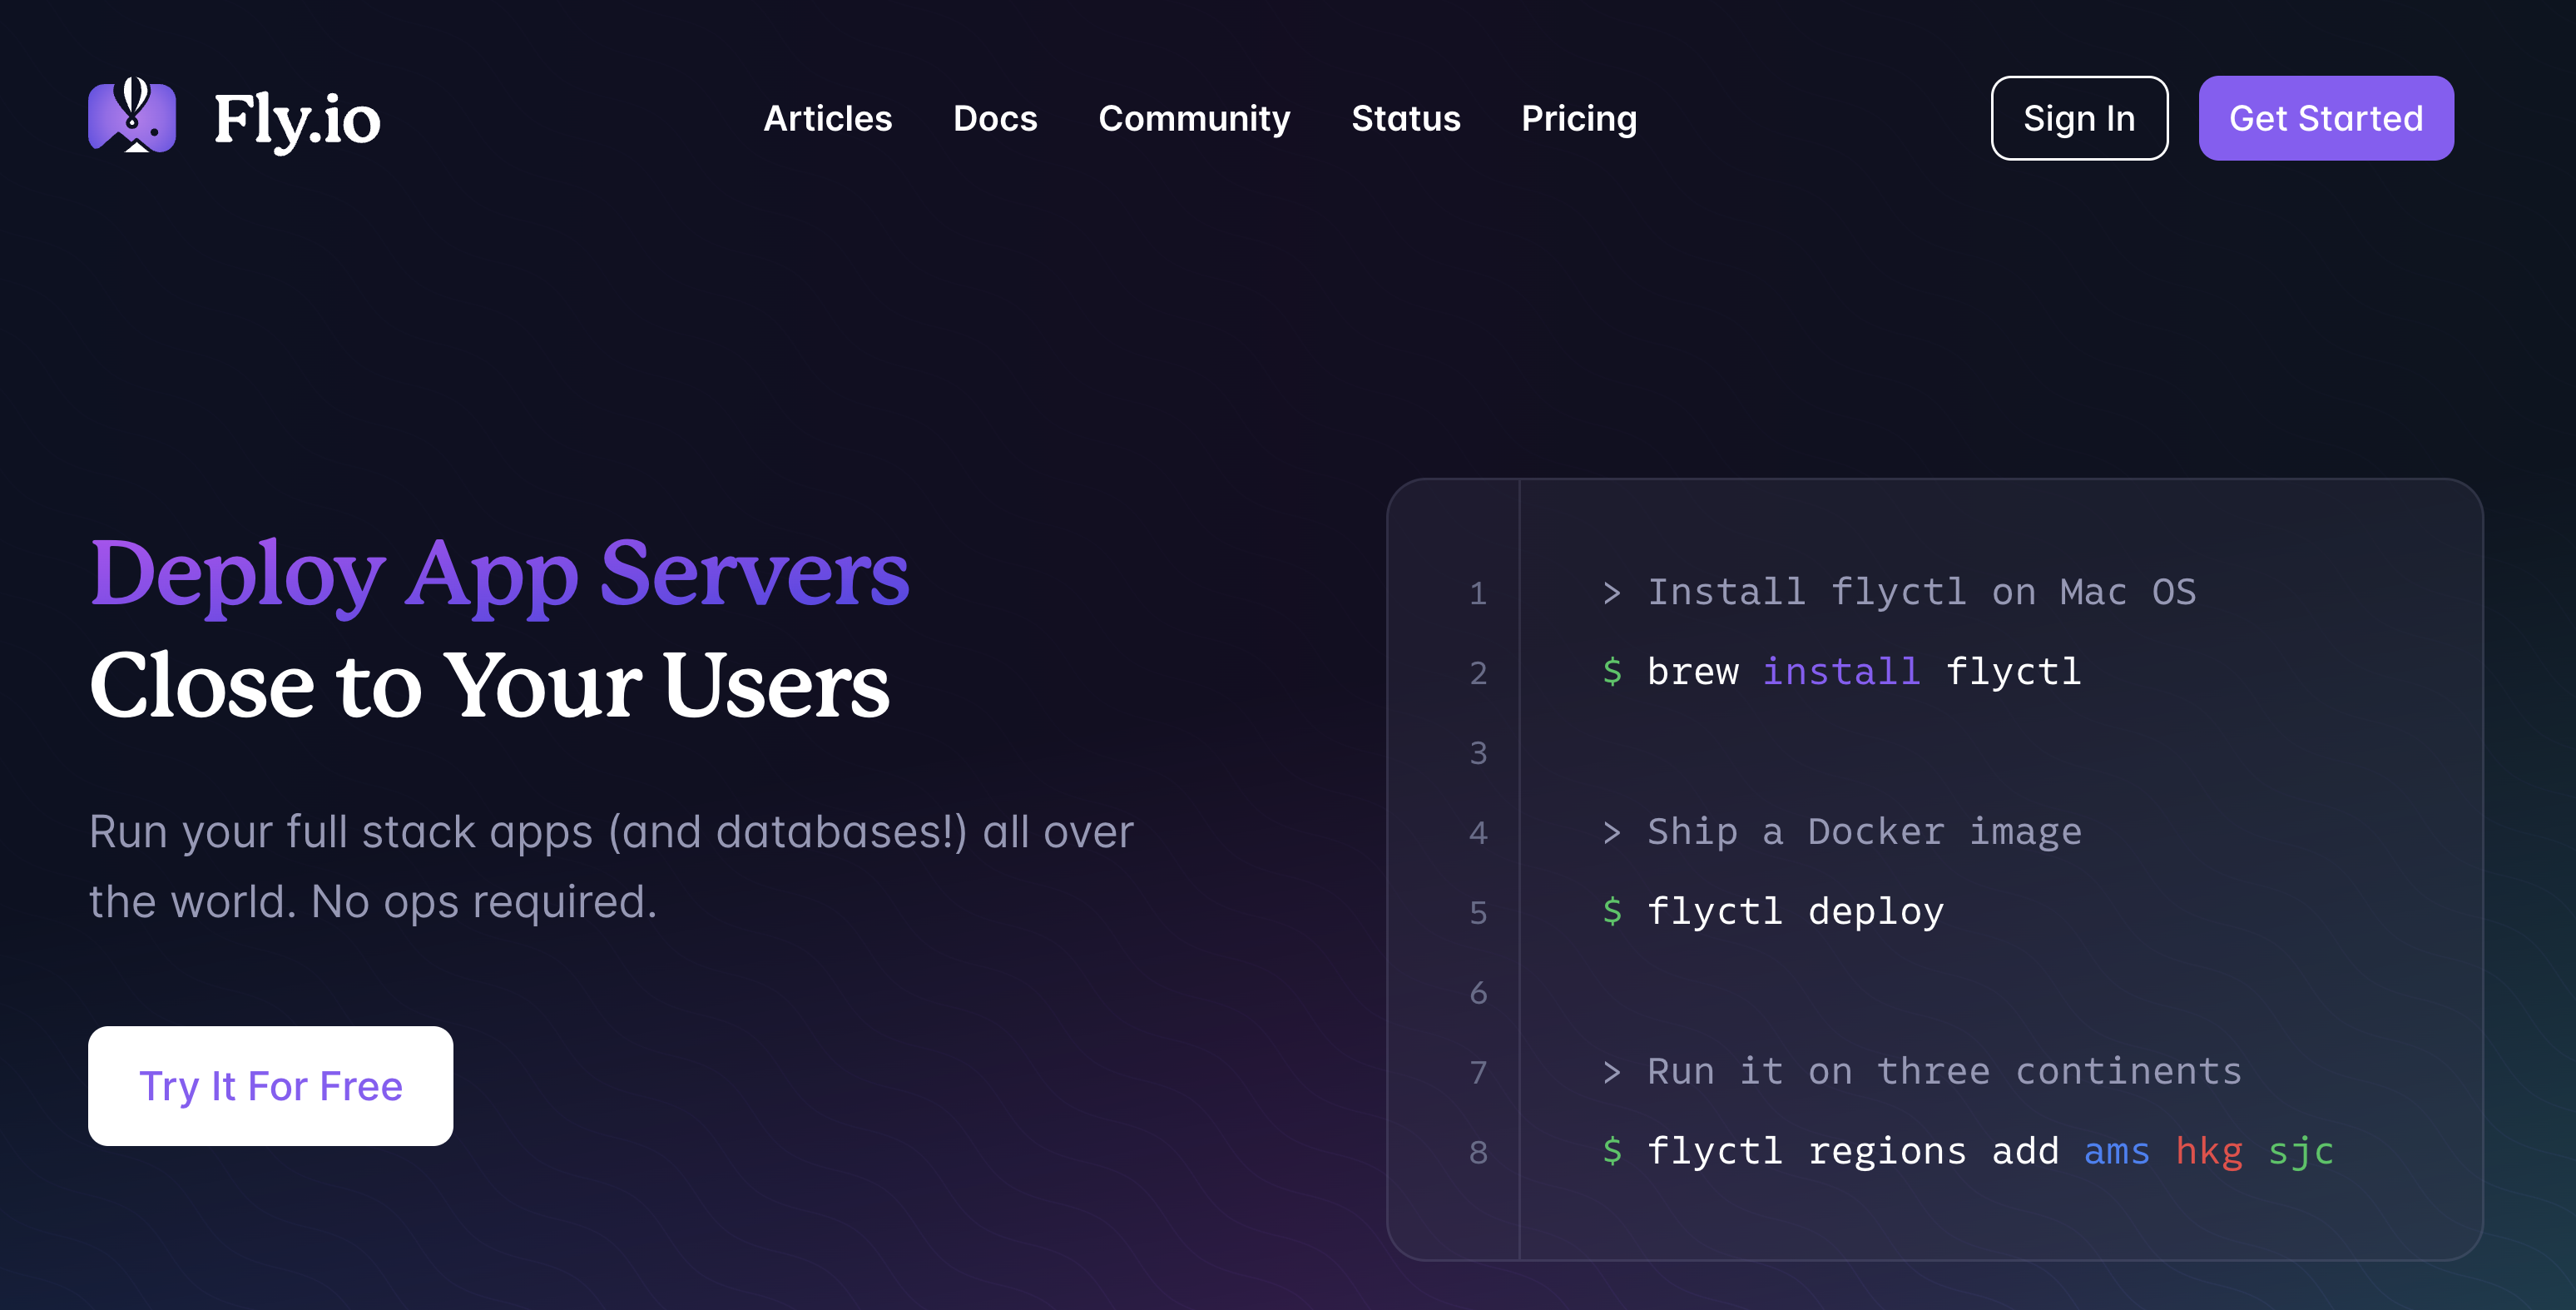 Fly.io
Articles Docs Community Status Pricing
Sign In
Get Started
Deploy App Servers
Close to Your Users
Run your full stack apps (and databases!) all over
the world. No ops required.
Try It For Free
1 > Install flyctl on Mac OS
2 $ brew install flyctl
3
4 > Ship a Docker image
5 $ flyctl deploy
6
7 > Run it on three continents
8 $ flyctl regions add ams hkg sjc